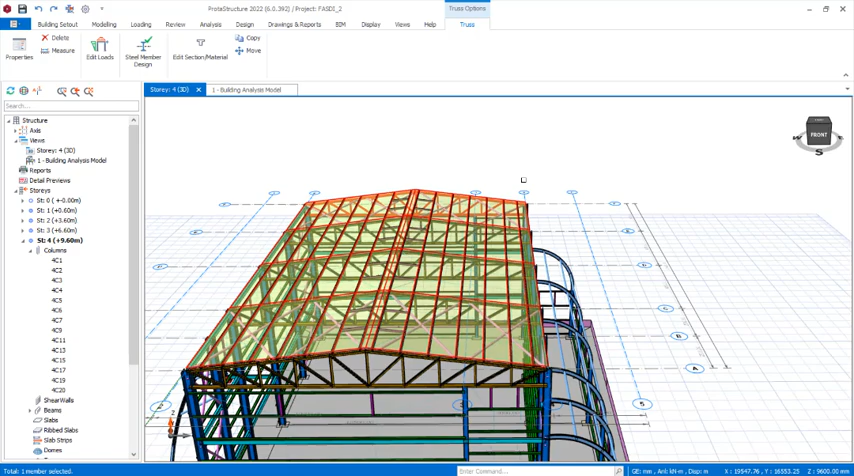 ProtaStructure 2022 (6.0.392) / Project: FASDI_2
Truss Options
Building Setout Modelling Loading Review Analysis Design Drawings & Reports BIM Display Views Help Truss
Properties
Delete
Measure
Edit Loads
Steel Member Design
Edit Section/Material
Copy
Move
Storey: 4 (3D)
1 - Building Analysis Model
Search...
Structure
Axis
Views
Storey: 4 (3D)
1 - Building Analysis Model
Reports
Detail Previews
Storeys
St: 0 ( +-0.00m)
St: 1 (+0.60m)
St: 2 (+3.60m)
St: 3 (+6.60m)
St: 4 (+9.60m)
Columns
4C1
4C2
4C3
4C4
4C5
4C6
4C7
4C9
4C11
4C13
4C15
4C17
4C19
4C20
ShearWalls
Beams
Slabs
Ribbed Slabs
Slab Strips
Domes
FRONT
W
S
C
B
A
5
Z
Total: 1 member selected.
Enter Command...
GE: mm , Anl: kN-m , Disp: m
X : 19547.76 , Y : 16553.25
Z : 9600.00 mm